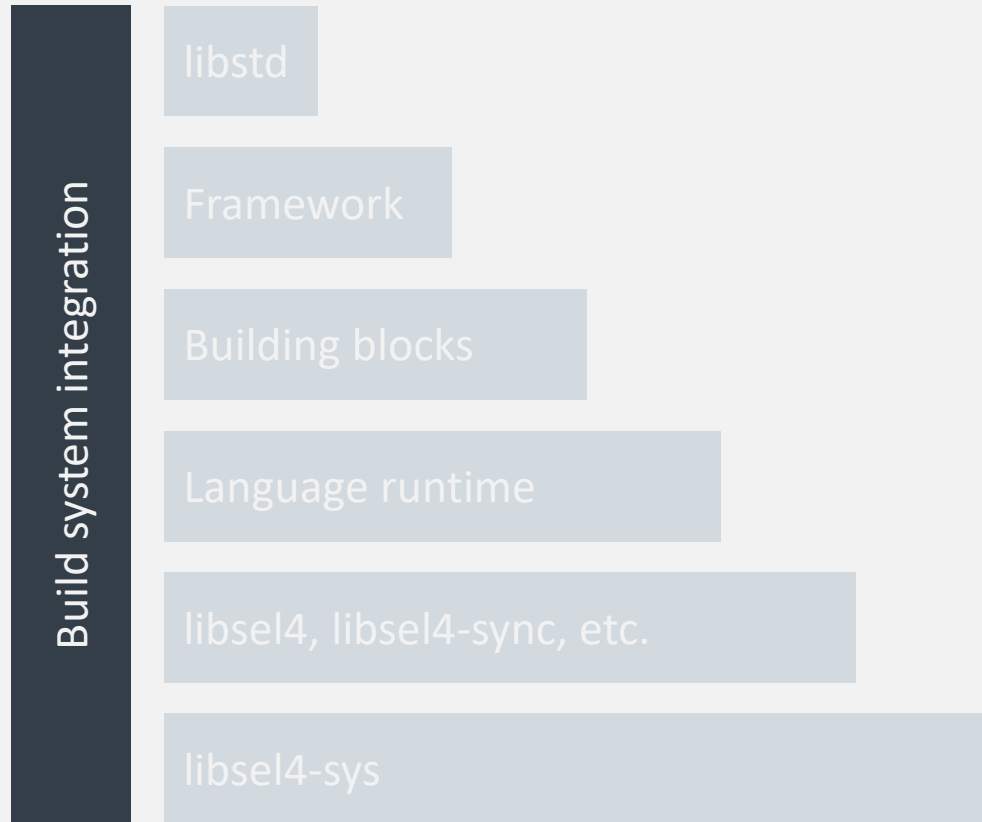 Build system integration
libstd
Framework
Building blocks
Language runtime
libsel4, libsel4-sync, etc.
libsel4-sys